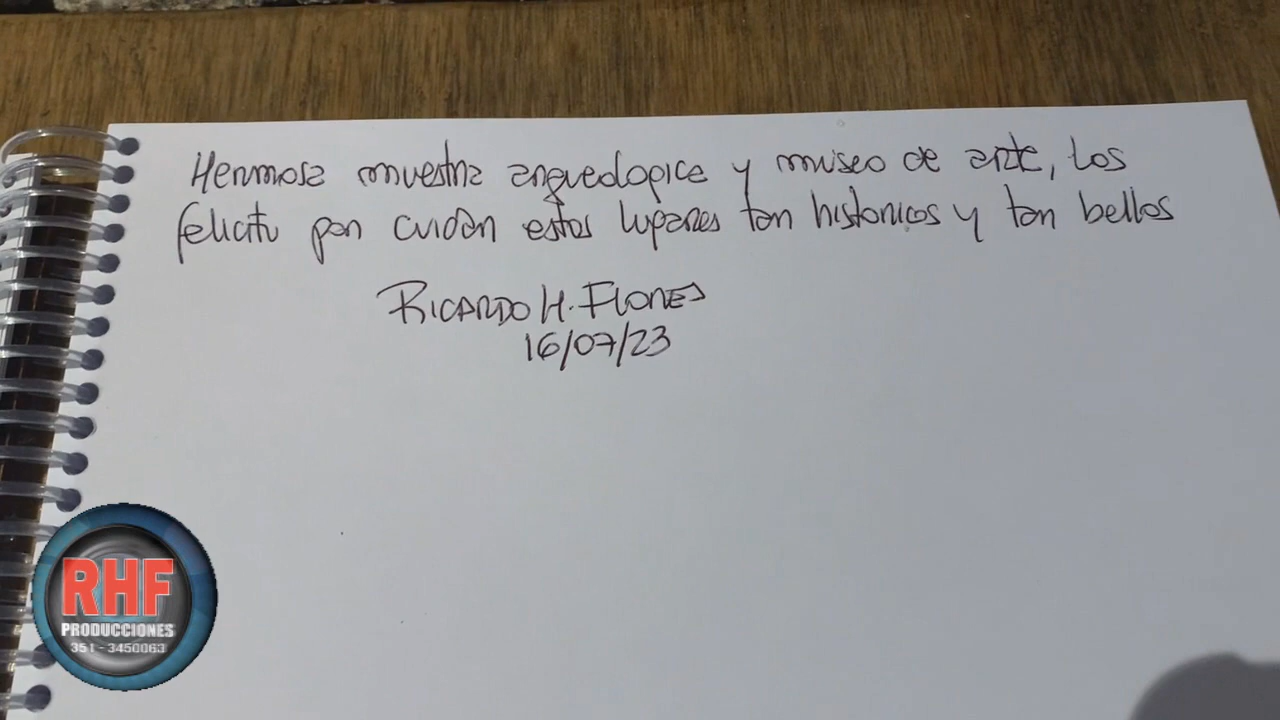 Hermosa muestra arqueologica y museo de arte, los
felicito por cuidar estos lugares tan historicos y tan bellos
RICARDO H. FLORES
16/07/23
RHF
PRODUCCIONES
351 - 3450063